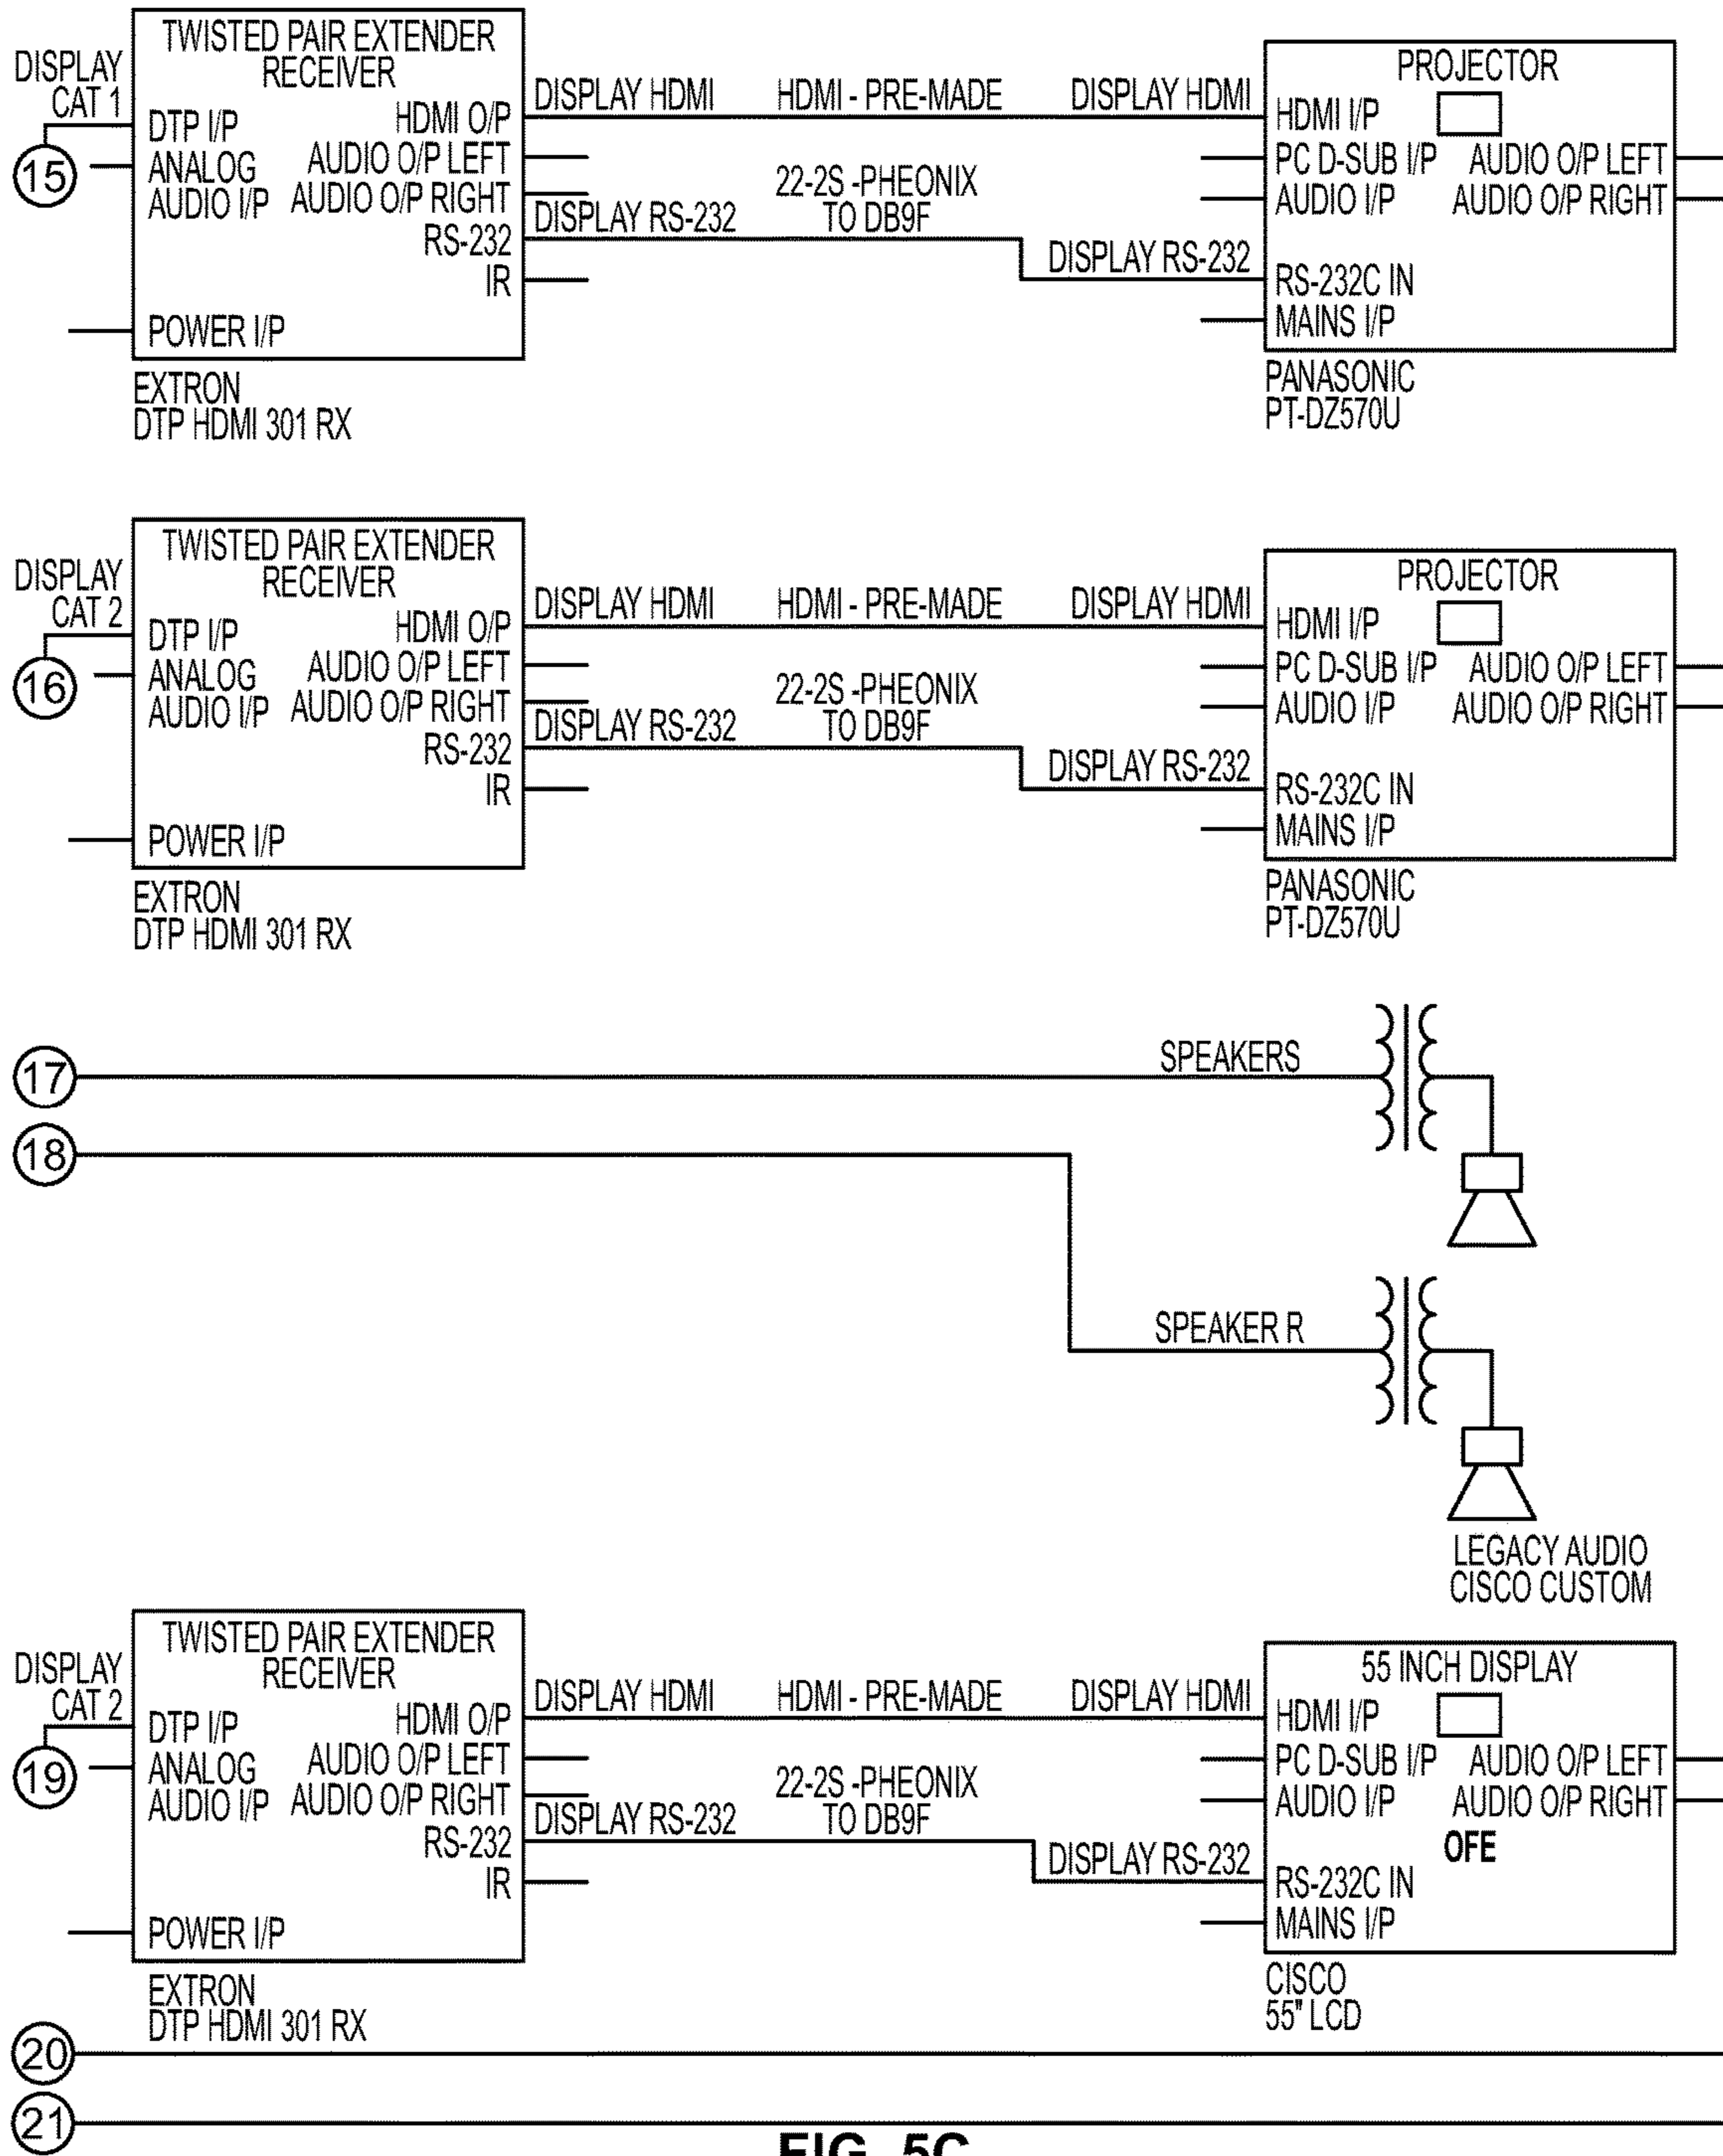 DISPLAY
CAT 1
15
TWISTED PAIR EXTENDER
RECEIVER
DTP I/P
ANALOG
AUDIO I/P
POWER I/P
HDMI O/P
AUDIO O/P LEFT
AUDIO O/P RIGHT
RS-232
IR
EXTRON
DTP HDMI 301 RX
DISPLAY HDMI
HDMI - PRE-MADE
DISPLAY HDMI
22-2S -PHEONIX
TO DB9F
DISPLAY RS-232
DISPLAY RS-232
PROJECTOR
HDMI I/P
PC D-SUB I/P
AUDIO I/P
RS-232C IN
MAINS I/P
AUDIO O/P LEFT
AUDIO O/P RIGHT
PANASONIC
PT-DZ570U
DISPLAY
CAT 2
16
TWISTED PAIR EXTENDER
RECEIVER
DTP I/P
ANALOG
AUDIO I/P
POWER I/P
HDMI O/P
AUDIO O/P LEFT
AUDIO O/P RIGHT
RS-232
IR
EXTRON
DTP HDMI 301 RX
DISPLAY HDMI
HDMI - PRE-MADE
DISPLAY HDMI
22-2S -PHEONIX
TO DB9F
DISPLAY RS-232
DISPLAY RS-232
PROJECTOR
HDMI I/P
PC D-SUB I/P
AUDIO I/P
RS-232C IN
MAINS I/P
AUDIO O/P LEFT
AUDIO O/P RIGHT
PANASONIC
PT-DZ570U
17
SPEAKERS
18
SPEAKER R
LEGACY AUDIO
CISCO CUSTOM
DISPLAY
CAT 2
19
TWISTED PAIR EXTENDER
RECEIVER
DTP I/P
ANALOG
AUDIO I/P
POWER I/P
HDMI O/P
AUDIO O/P LEFT
AUDIO O/P RIGHT
RS-232
IR
EXTRON
DTP HDMI 301 RX
DISPLAY HDMI
HDMI - PRE-MADE
DISPLAY HDMI
22-2S -PHEONIX
TO DB9F
DISPLAY RS-232
DISPLAY RS-232
55 INCH DISPLAY
HDMI I/P
PC D-SUB I/P
AUDIO I/P
RS-232C IN
MAINS I/P
AUDIO O/P LEFT
AUDIO O/P RIGHT
OFE
CISCO
55" LCD
20
21
FIG. 5C